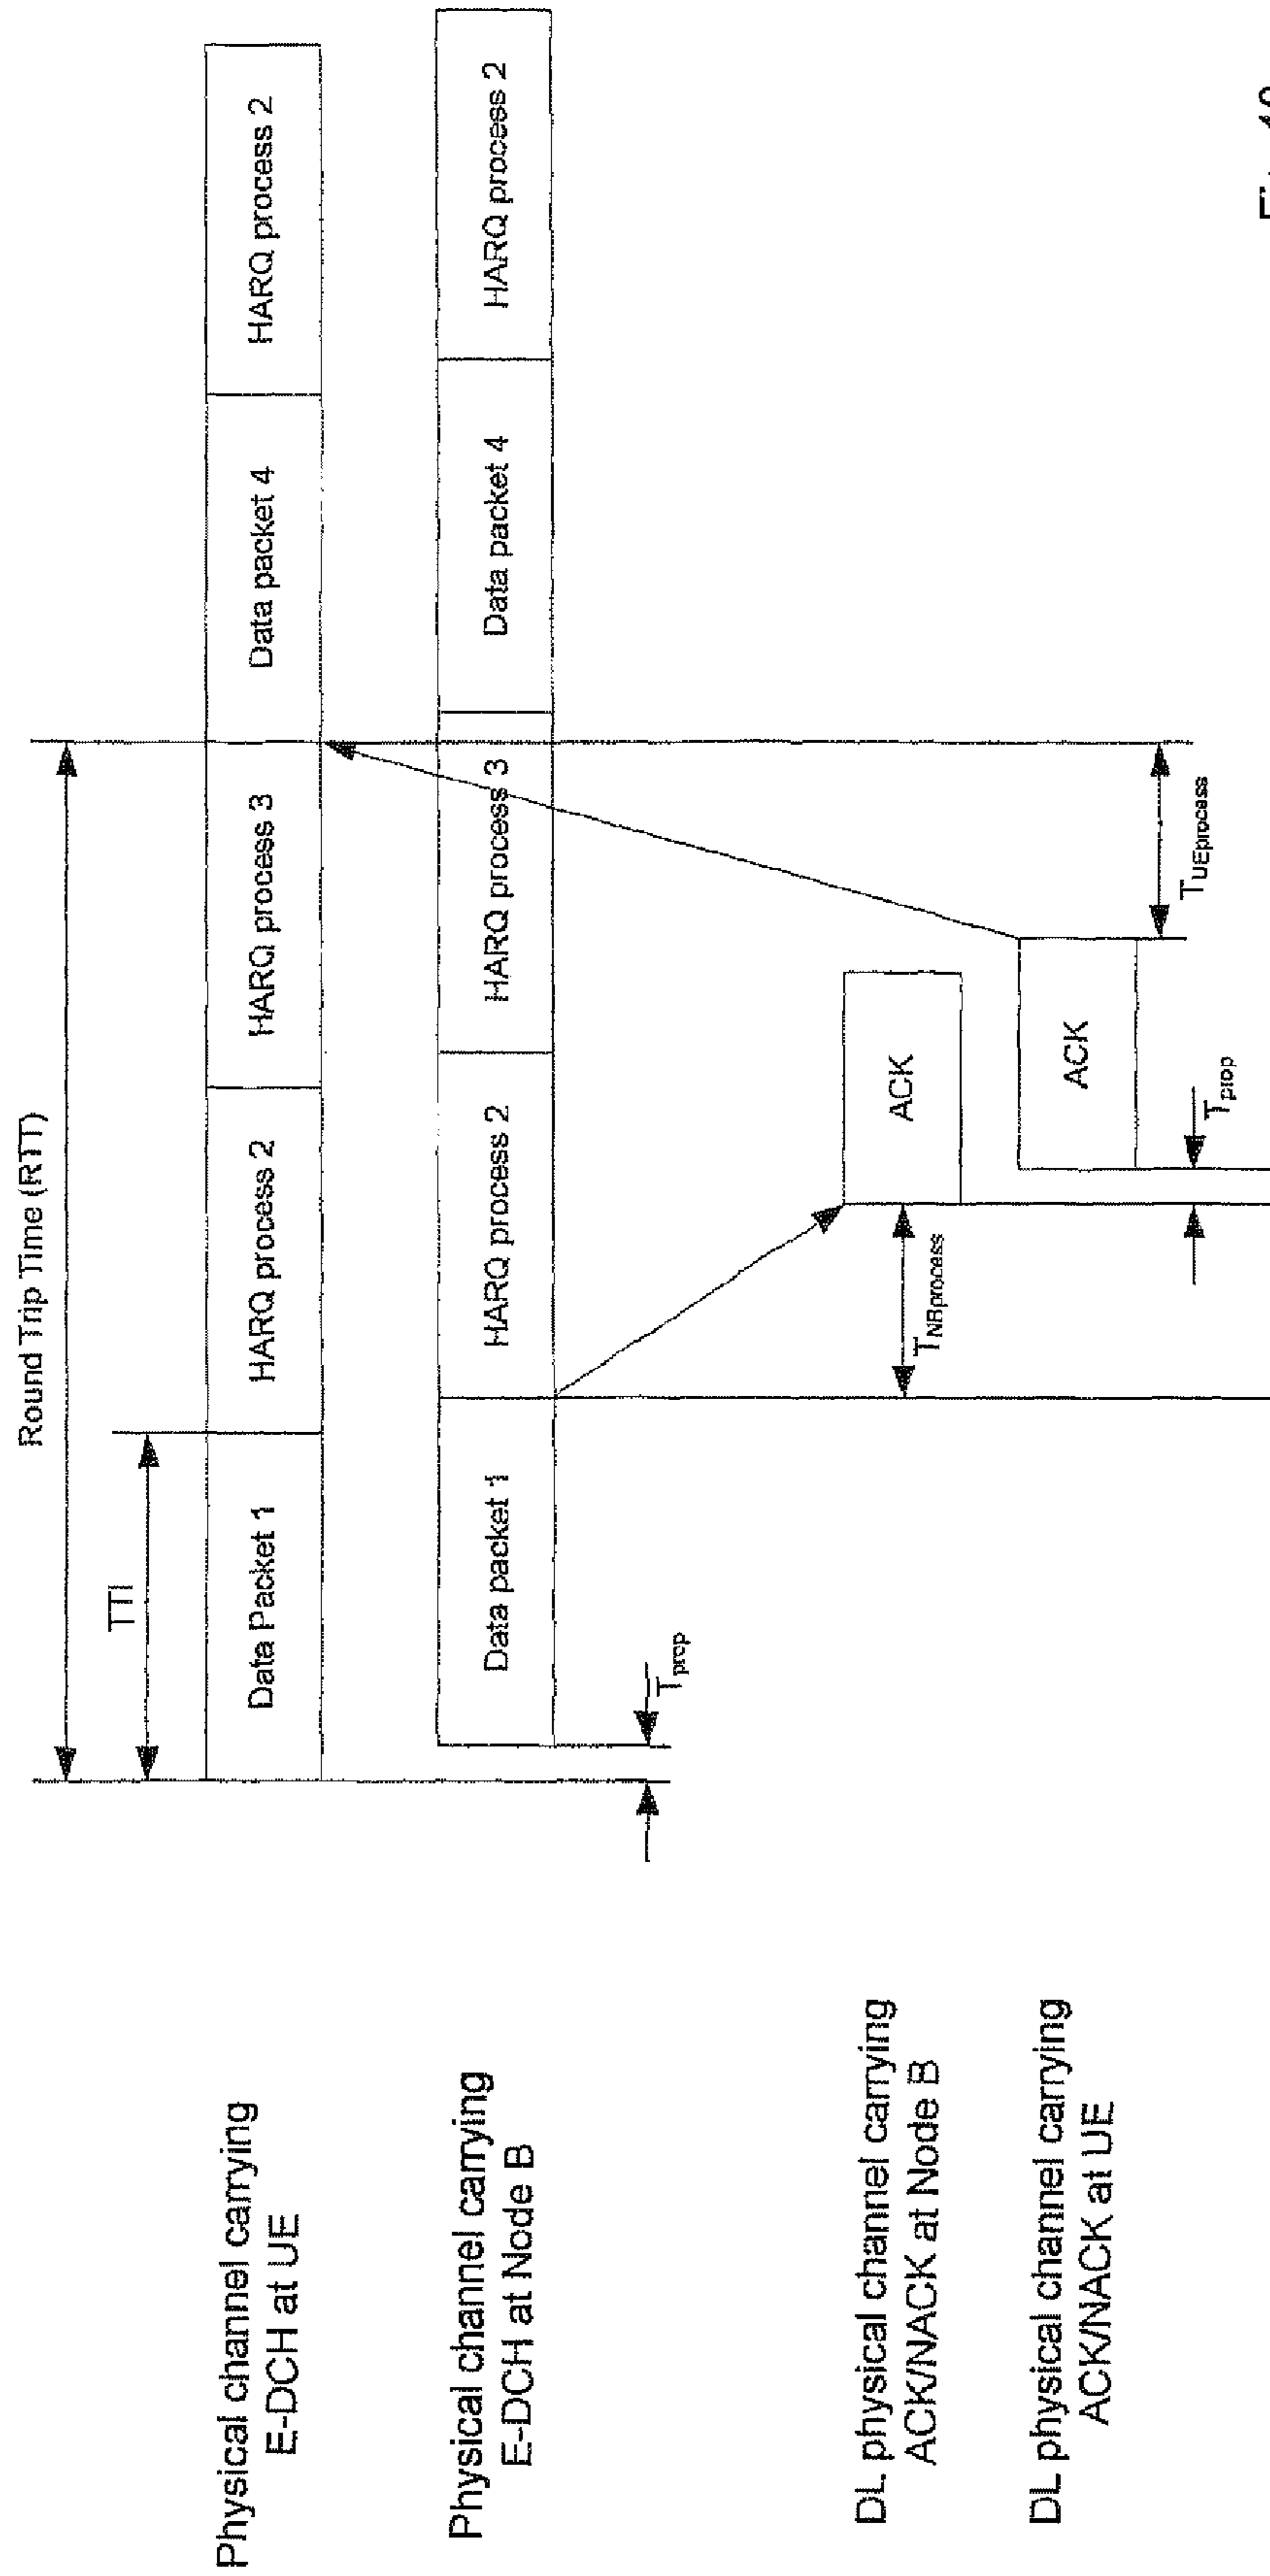 Round Trip Time (RTT)
TTI
Physical channel carrying
E-DCH at UE
Data Packet 1
HARQ process 2
HARQ process 3
Data packet 4
HARQ process 2
Physical channel carrying
E-DCH at Node B
Data packet 1
HARQ process 2
HARQ process 3
Data packet 4
HARQ process 2
Tprop
DL physical channel carrying
ACK/NACK at Node B
ACK
TNBprocess
DL physical channel carrying
ACK/NACK at UE
ACK
TUEprocess
Tprop